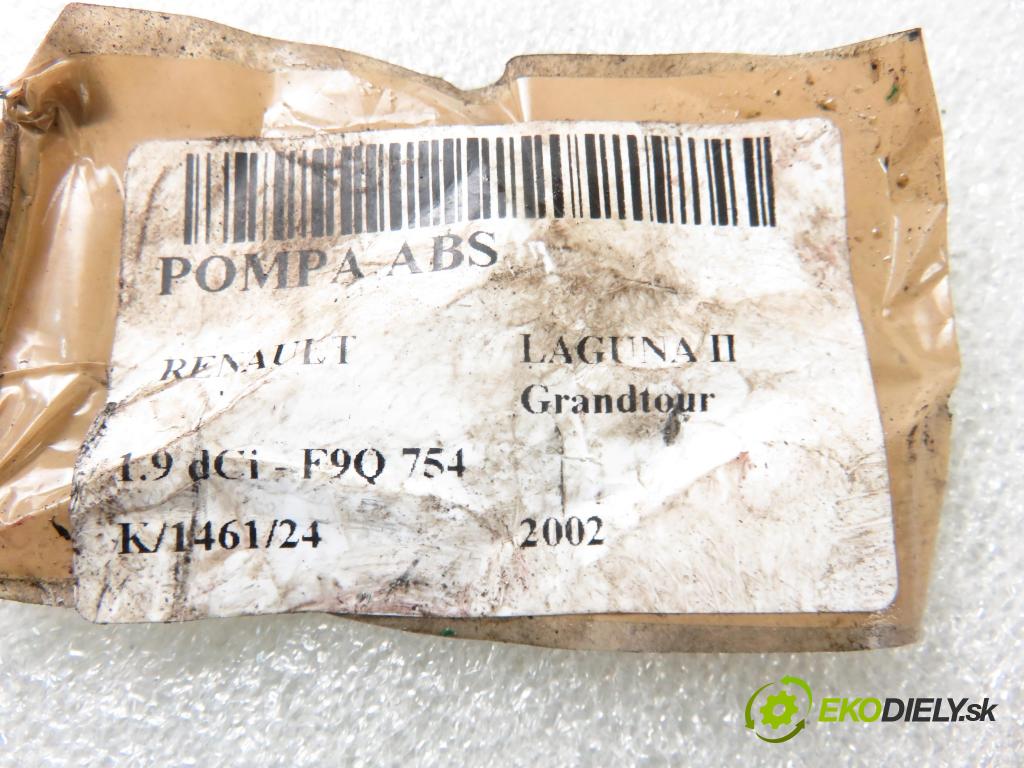 POMPA ABS
RENAULT
LAGUNA II
Grandtour
1.9 dCi - F9Q 754
K/1461/24
2002
EKODIELY.sk